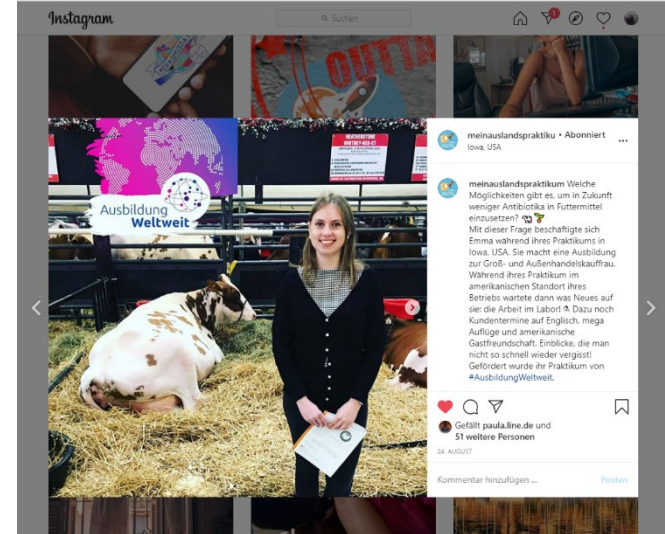 Instagram
Suchen
1
OUTTA
Ausbildung
Weltweit
meinauslandspraktiku • Abonniert
Iowa, USA
meinauslandspraktikum Welche
Möglichkeiten gibt es, um in Zukunft
weniger Antibiotika in Futtermittel
einzusetzen?
Mit dieser Frage beschäftigte sich
Emma während ihres Praktikums in
Iowa, USA. Sie macht eine Ausbildung
zur Groß- und Außenhandelskauffrau.
Während ihres Praktikum im
amerikanischen Standort ihres
Betriebs wartete dann was Neues auf
sie: die Arbeit im Labor! Dazu noch
Kundentermine auf Englisch, mega
Auflüge und amerikanische
Gastfreundschaft. Einblicke, die man
nicht so schnell wieder vergisst!
Gefördert wurde ihr Praktikum von
#AusbildungWeltweit.
Gefällt paula.line.de und
51 weitere Personen
24. AUGUST
Kommentar hinzufügen ...
Posten